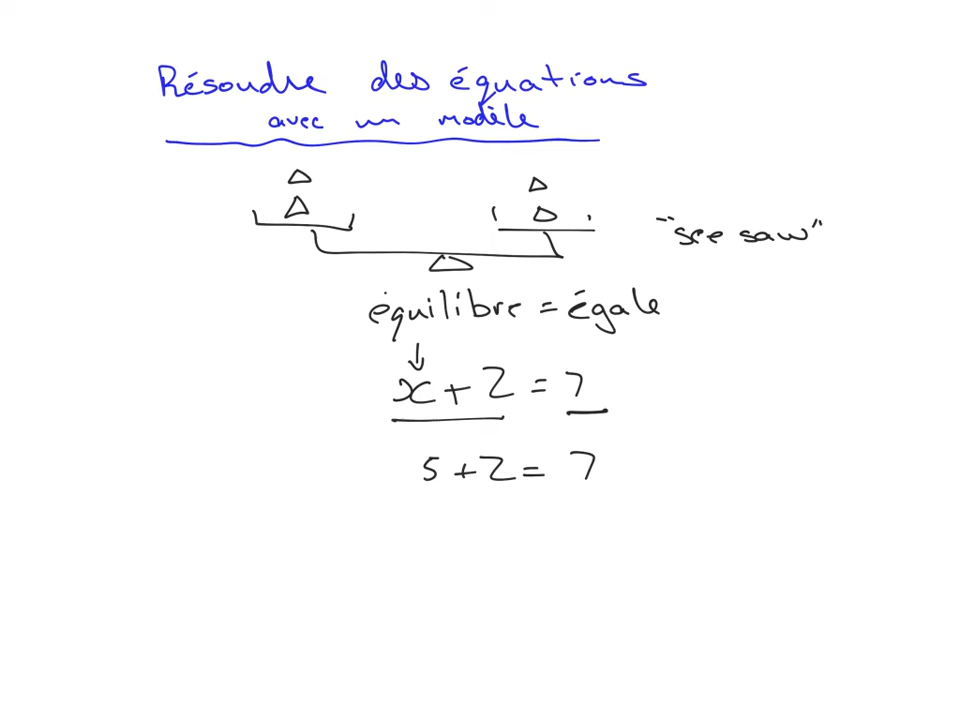 Résoudre des équations
avec un modèle
"see saw"
équilibre = égale
x + 2 = 7
5 + 2 = 7